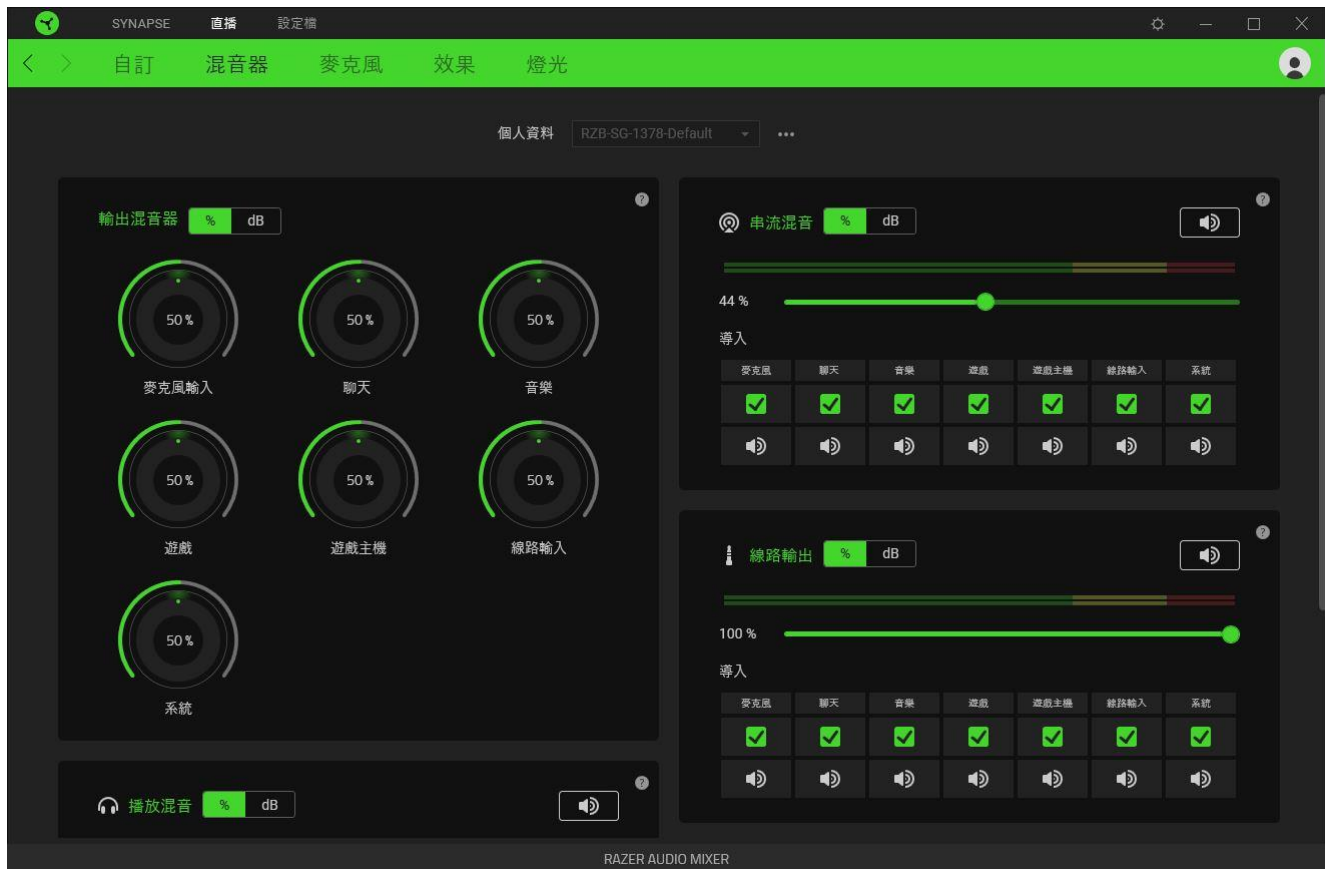 SYNAPSE 直播 設定檔
自訂 混音器 麥克風 效果 燈光
個人資料 RZB-SG-1378-Default
輸出混音器 % dB
50 % 50 % 50 %
麥克風輸入 聊天 音樂
50 % 50 % 50 %
遊戲 遊戲主機 線路輸入
50 %
系統
播放混音 % dB
串流混音 % dB
44 %
導入
麥克風 聊天 音樂 遊戲 遊戲主機 線路輸入 系統
線路輸出 % dB
100 %
導入
麥克風 聊天 音樂 遊戲 遊戲主機 線路輸入 系統
RAZER AUDIO MIXER